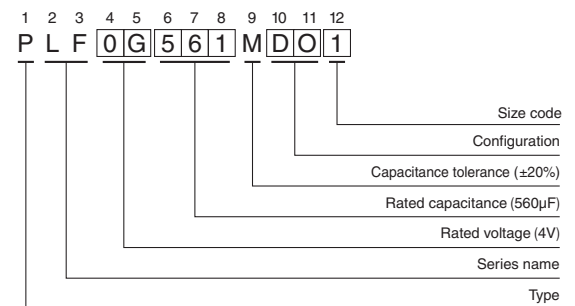 1 2 3 4 5 6 7 8 9 10 11 12
P L F 0 G 5 6 1 M D O 1
Size code
Configuration
Capacitance tolerance (±20%)
Rated capacitance (560µF)
Rated voltage (4V)
Series name
Type